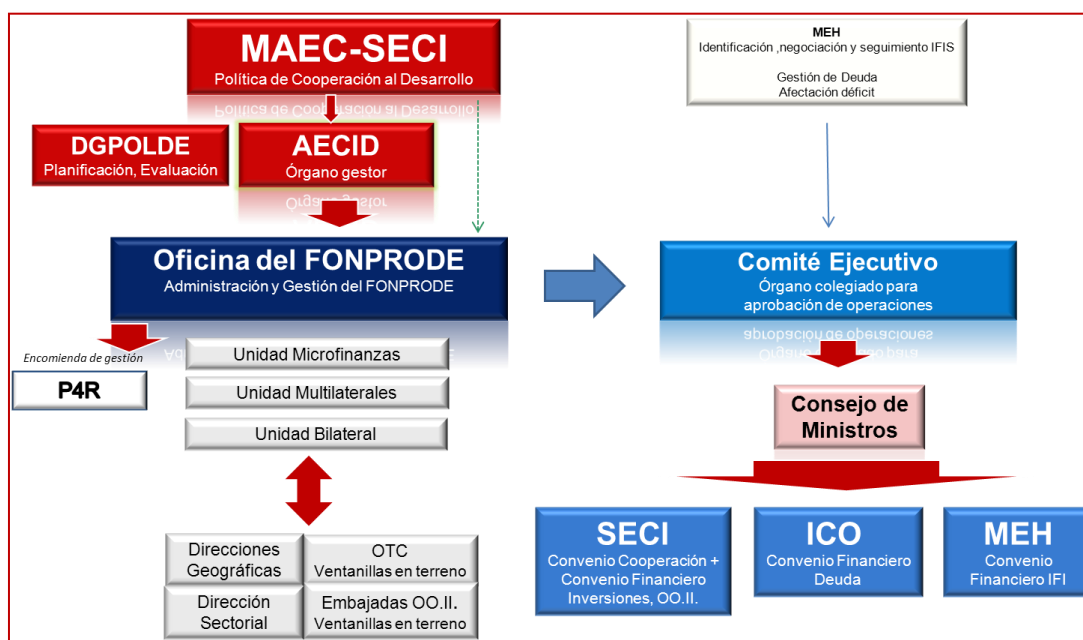 MAEC-SECI
Política de Cooperación al Desarrollo
MEH
Identificación ,negociación y seguimiento IFIS
Gestión de Deuda
Afectación déficit
DGPOLDE
Planificación, Evaluación
AECID
Órgano gestor
Oficina del FONPRODE
Administración y Gestión del FONPRODE
Comité Ejecutivo
Órgano colegiado para
aprobación de operaciones
Encomienda de gestión
P4R
Unidad Microfinanzas
Unidad Multilaterales
Unidad Bilateral
Consejo de
Ministros
Direcciones
Geográficas
OTC
Ventanillas en terreno
Dirección
Sectorial
Embajadas OO.II.
Ventanillas en terreno
SECI
Convenio Cooperación +
Convenio Financiero
Inversiones, OO.II.
ICO
Convenio Financiero
Deuda
MEH
Convenio
Financiero IFI